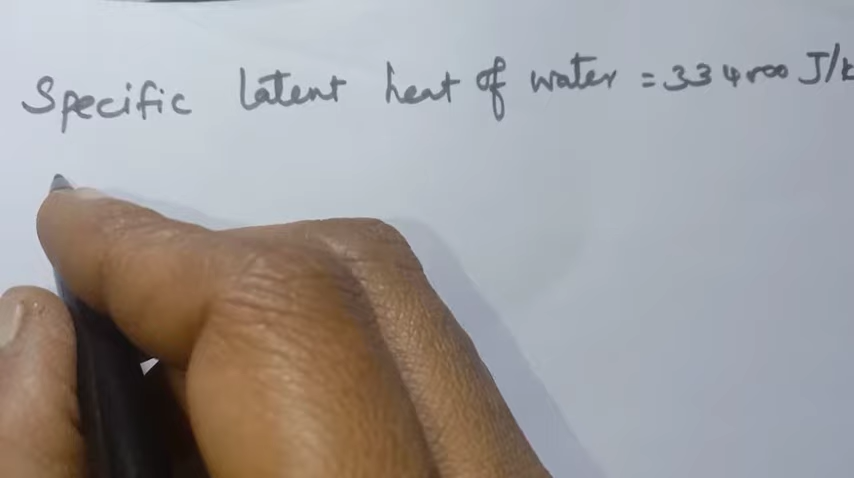 Specific latent heat of water = 334000 J/k